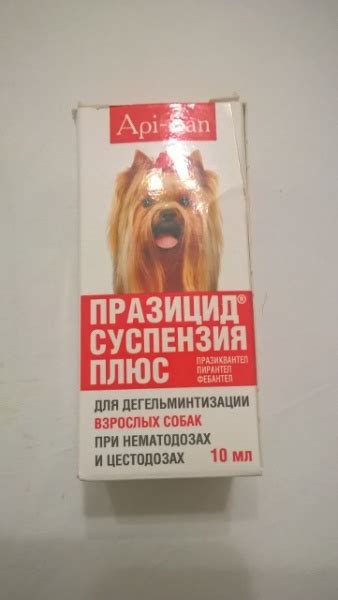 Api-San
ПРАЗИЦИД®
СУСПЕНЗИЯ
ПЛЮС
ПРАЗИКВАНТЕЛ
ПИРАНТЕЛ
ФЕБАНТЕЛ
ДЛЯ ДЕГЕЛЬМИНТИЗАЦИИ
ВЗРОСЛЫХ СОБАК
ПРИ НЕМАТОДОЗАХ
И ЦЕСТОДОЗАХ 10 мл